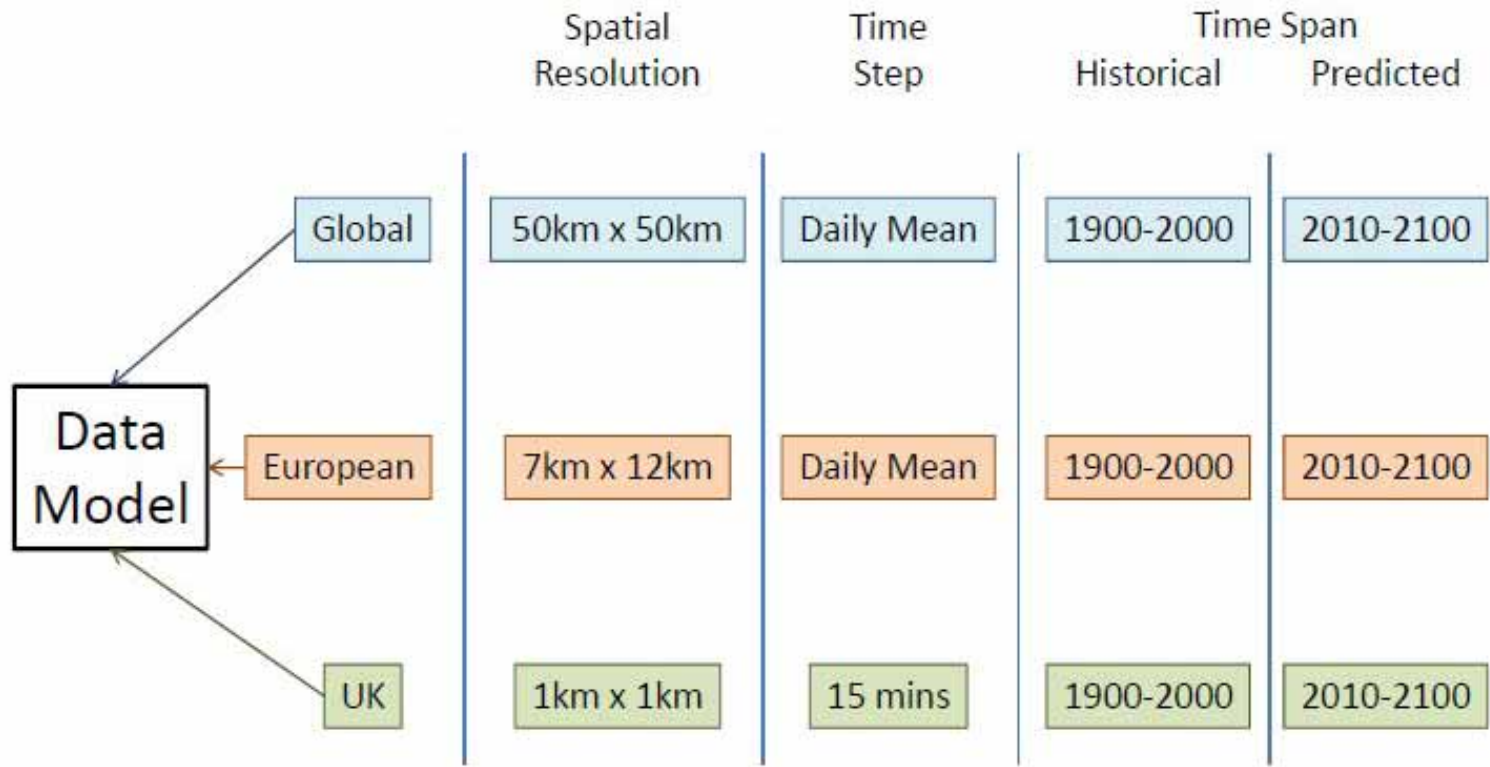 Spatial Resolution
Time Step
Time Span
Historical
Predicted
Global
50km x 50km
Daily Mean
1900-2000
2010-2100
Data Model
European
7km x 12km
Daily Mean
1900-2000
2010-2100
UK
1km x 1km
15 mins
1900-2000
2010-2100